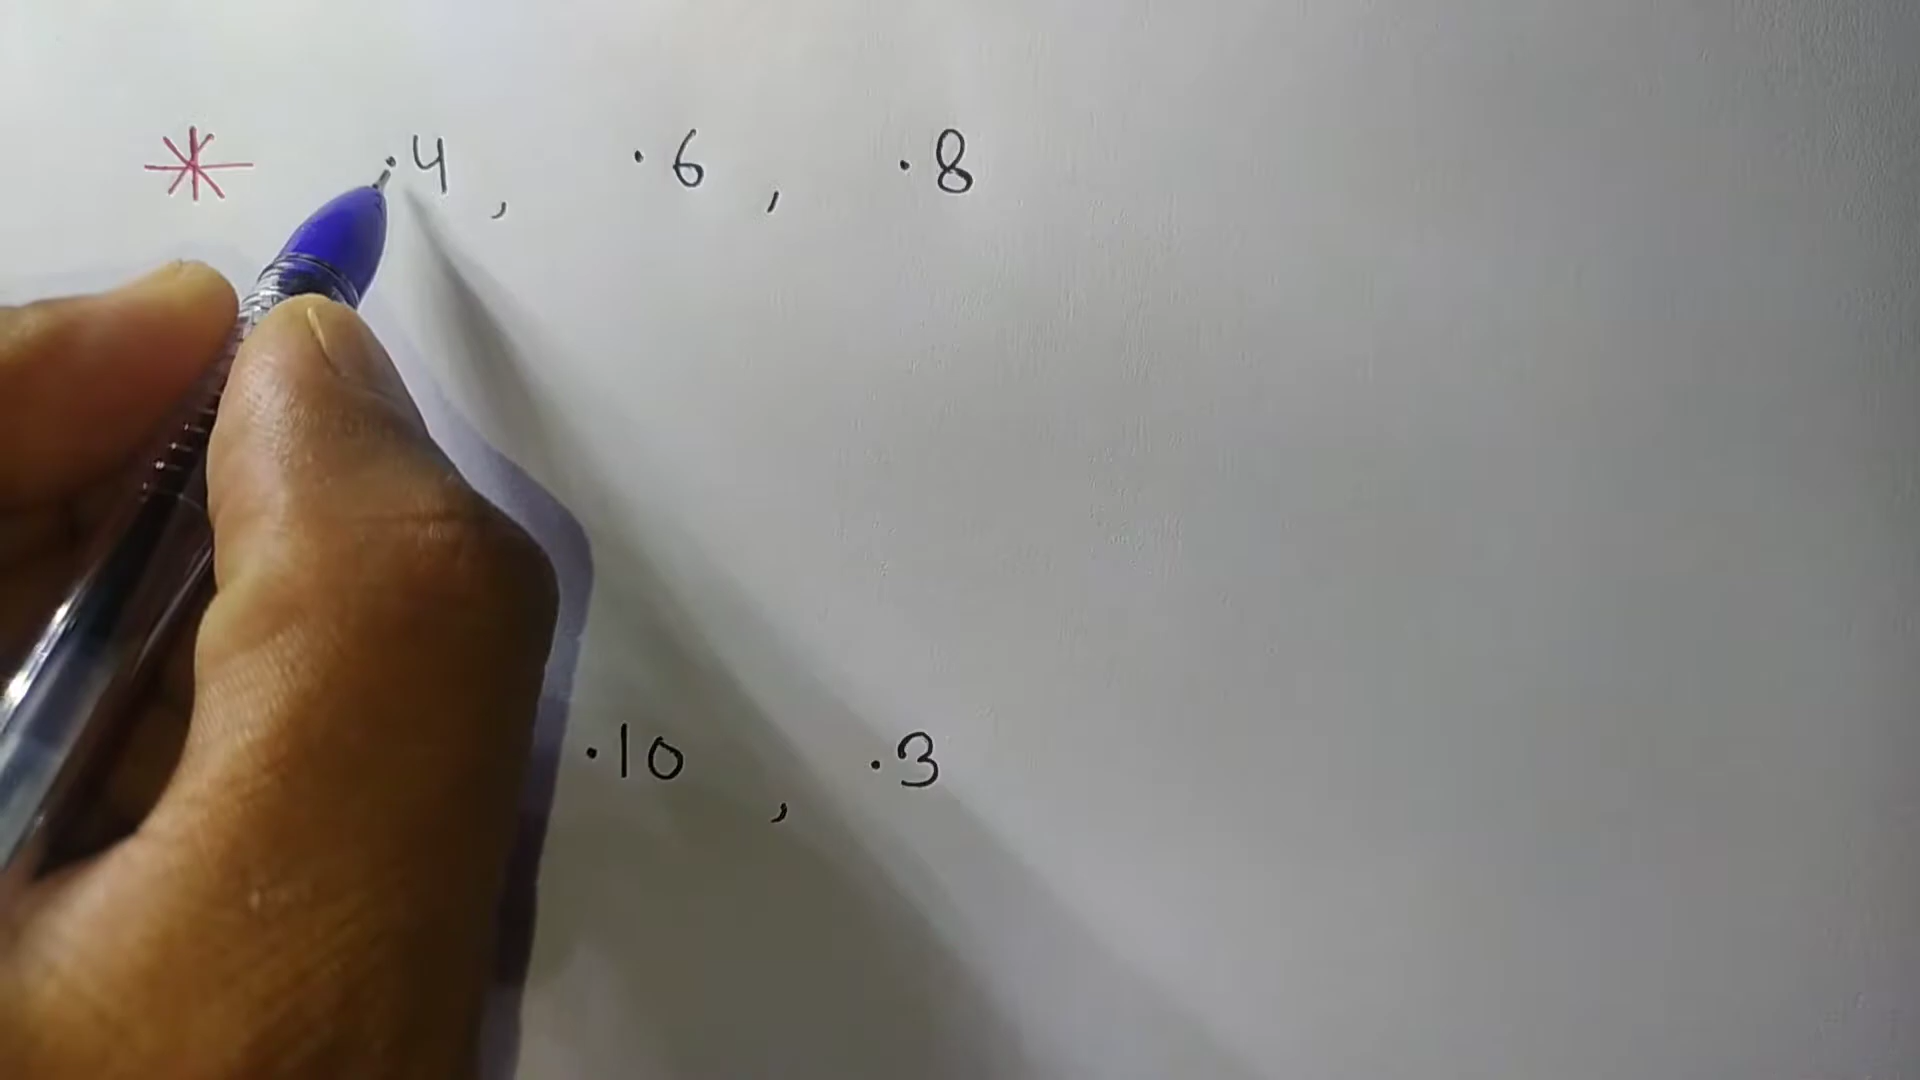 * .4, .6, .8
.10, .3